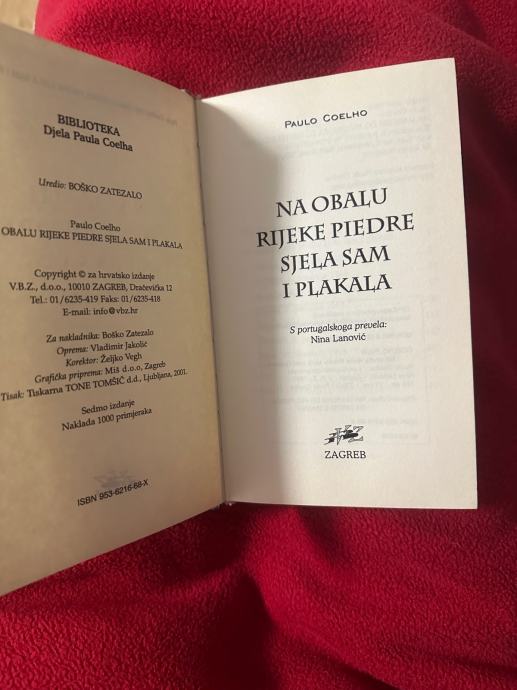 BIBLIOTEKA
Djela Paula Coelha
Uredio: BOŠKO ZATEZALO
Paulo Coelho
OBALU RIJEKE PIEDRE SJELA SAM I PLAKALA
Copyright © za hrvatsko izdanje
V.B.Z., d.o.o., 10010 ZAGREB, Dračevička 12
Tel.: 01/6235-419 Faks: 01/6235-418
E-mail: info@vbz.hr
Za nakladnika: Boško Zatezalo
Oprema: Vladimir Jakolić
Korektor: Željko Vegh
Grafička priprema: Miš d.o.o, Zagreb
Tisak: Tiskarna TONE TOMŠIČ d.d., Ljubljana, 2001.
Sedmo izdanje
Naklada 1000 primjeraka
ISBN 953-6216-68-X
PAULO COELHO
NA OBALU
RIJEKE PIEDRE
SJELA SAM
I PLAKALA
S portugalskoga prevela:
Nina Lanović
VBZ
ZAGREB